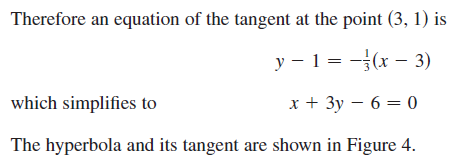 Therefore an equation of the tangent at the point (3, 1) is
y − 1 = −1/3(x − 3)
which simplifies to x + 3y − 6 = 0
The hyperbola and its tangent are shown in Figure 4.